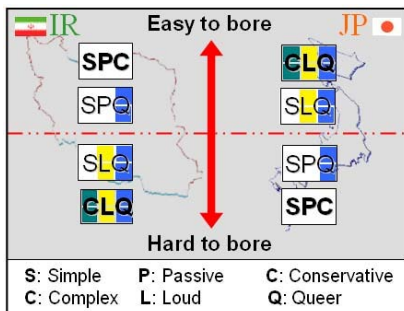 IR Easy to bore JP
SPC CLQ
SPQ SLQ
SLQ SPQ
CLQ SPC
Hard to bore
S: Simple P: Passive C: Conservative
C: Complex L: Loud Q: Queer